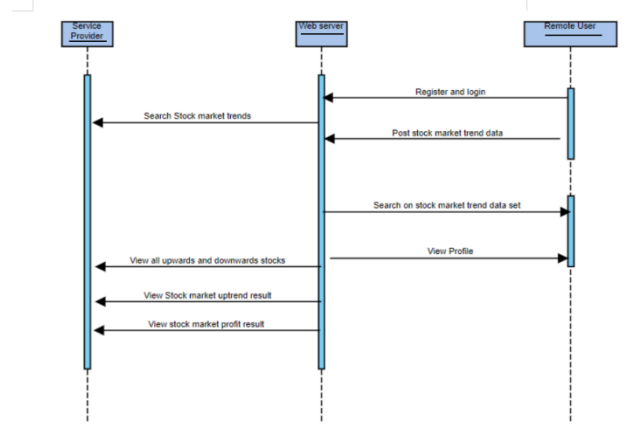 Service
Provider
Web server
Remote User
Register and login
Search Stock market trends
Post stock market trend data
Search on stock market trend data set
View Profile
View all upwards and downwards stocks
View Stock market uptrend result
View stock market profit result